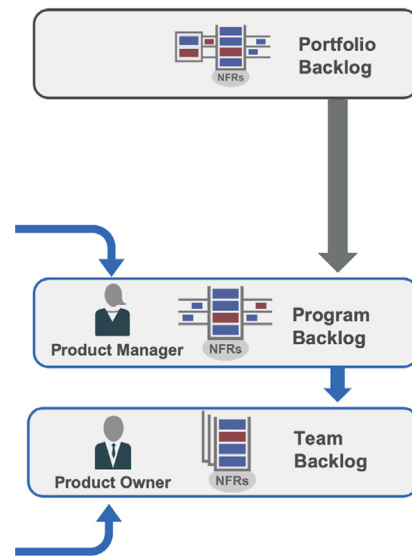 Portfolio
Backlog
NFRs
Program
Backlog
Product Manager
NFRs
Team
Backlog
Product Owner
NFRs